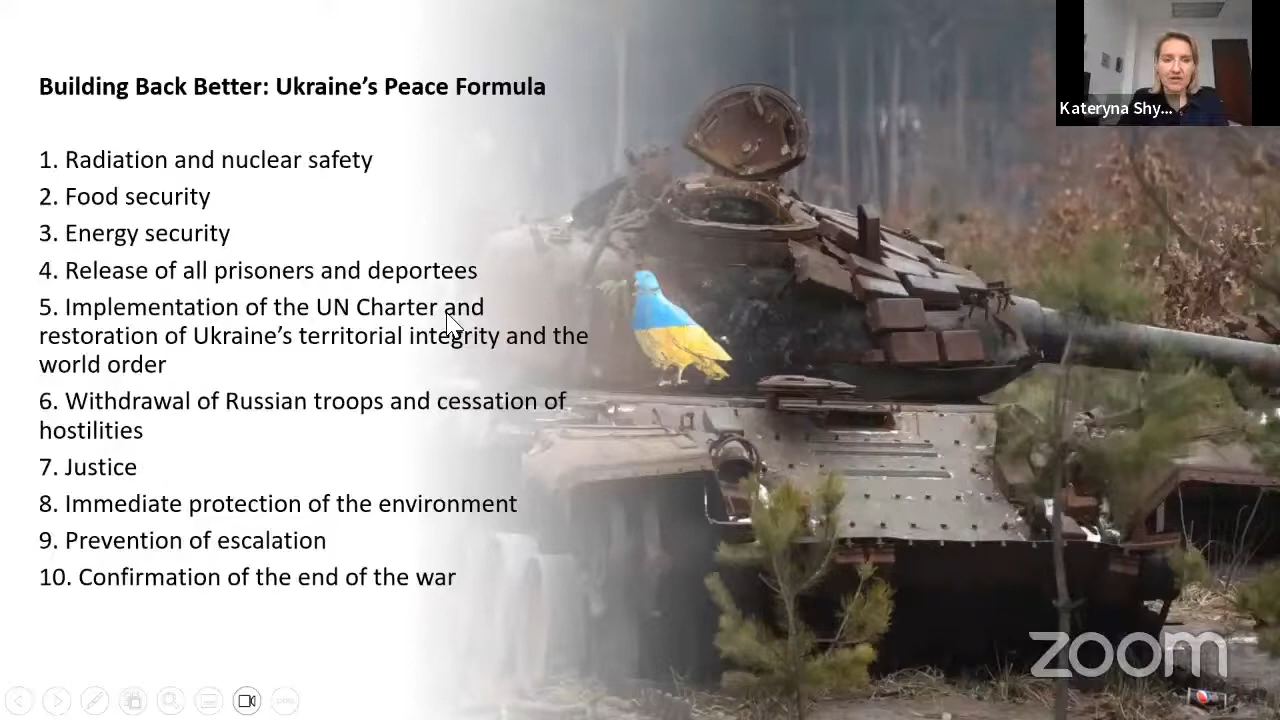 Building Back Better: Ukraine's Peace Formula
Kateryna Shy...
1. Radiation and nuclear safety
2. Food security
3. Energy security
4. Release of all prisoners and deportees
5. Implementation of the UN Charter and
restoration of Ukraine's territorial integrity and the
world order
6. Withdrawal of Russian troops and cessation of
hostilities
7. Justice
8. Immediate protection of the environment
9. Prevention of escalation
10. Confirmation of the end of the war
zoom